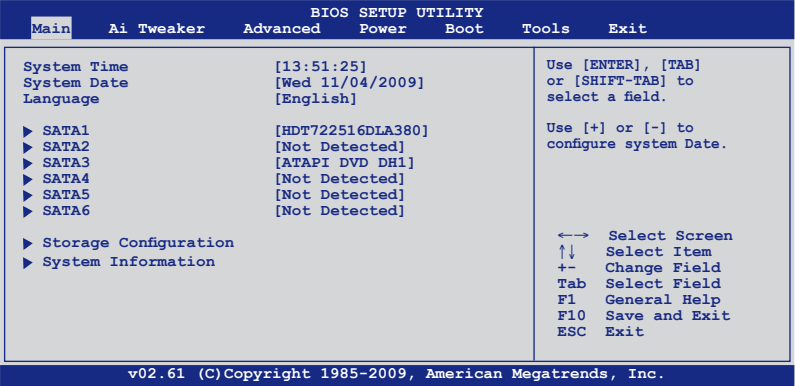 BIOS SETUP UTILITY
Main Ai Tweaker Advanced Power Boot Tools Exit
System Time [13:51:25]
System Date [Wed 11/04/2009]
Language [English]
▶ SATA1 [HDT722516DLA380]
▶ SATA2 [Not Detected]
▶ SATA3 [ATAPI DVD DH1]
▶ SATA4 [Not Detected]
▶ SATA5 [Not Detected]
▶ SATA6 [Not Detected]
▶ Storage Configuration
▶ System Information
Use [ENTER], [TAB]
or [SHIFT-TAB] to
select a field.
Use [+] or [-] to
configure system Date.
←→ Select Screen
↑↓ Select Item
+- Change Field
Tab Select Field
F1 General Help
F10 Save and Exit
ESC Exit
v02.61 (C)Copyright 1985-2009, American Megatrends, Inc.